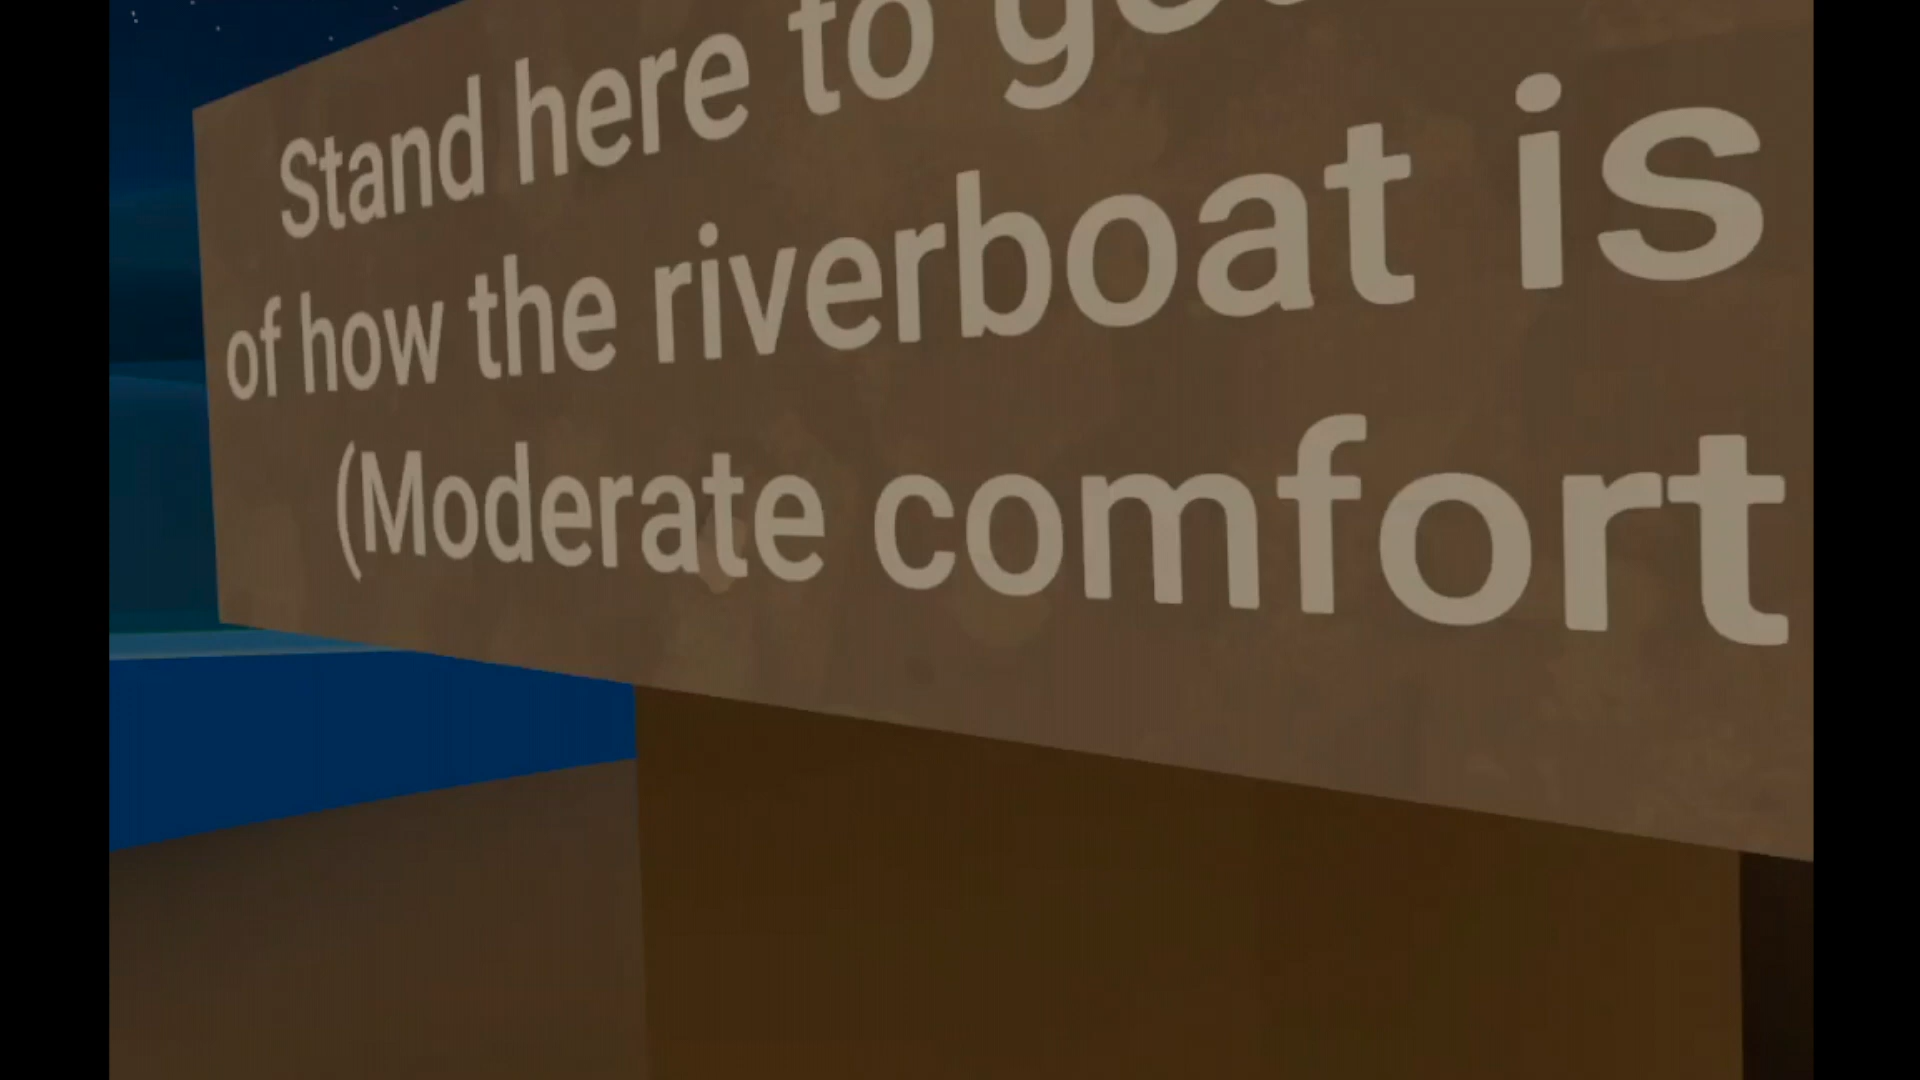 Stand here to
of how the riverboat is
(Moderate comfort